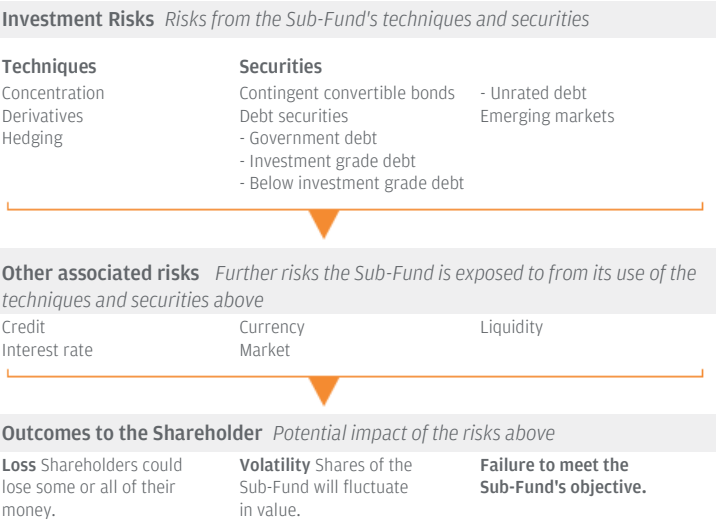 Investment Risks Risks from the Sub-Fund's techniques and securities
Techniques
Concentration
Derivatives
Hedging
Securities
Contingent convertible bonds
Debt securities
- Government debt
- Investment grade debt
- Below investment grade debt
- Unrated debt
Emerging markets
Other associated risks Further risks the Sub-Fund is exposed to from its use of the
techniques and securities above
Credit
Interest rate
Currency
Market
Liquidity
Outcomes to the Shareholder Potential impact of the risks above
Loss Shareholders could
lose some or all of their
money.
Volatility Shares of the
Sub-Fund will fluctuate
in value.
Failure to meet the
Sub-Fund's objective.